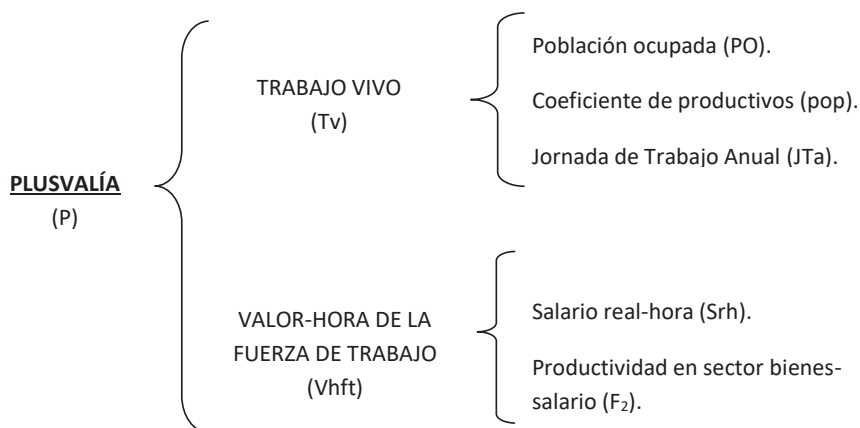 PLUSVALÍA
(P)
TRABAJO VIVO
(Tv)
Población ocupada (PO).
Coeficiente de productivos (pop).
Jornada de Trabajo Anual (JTa).
VALOR-HORA DE LA
FUERZA DE TRABAJO
(Vhft)
Salario real-hora (Srh).
Productividad en sector bienes-
salario (F₂).